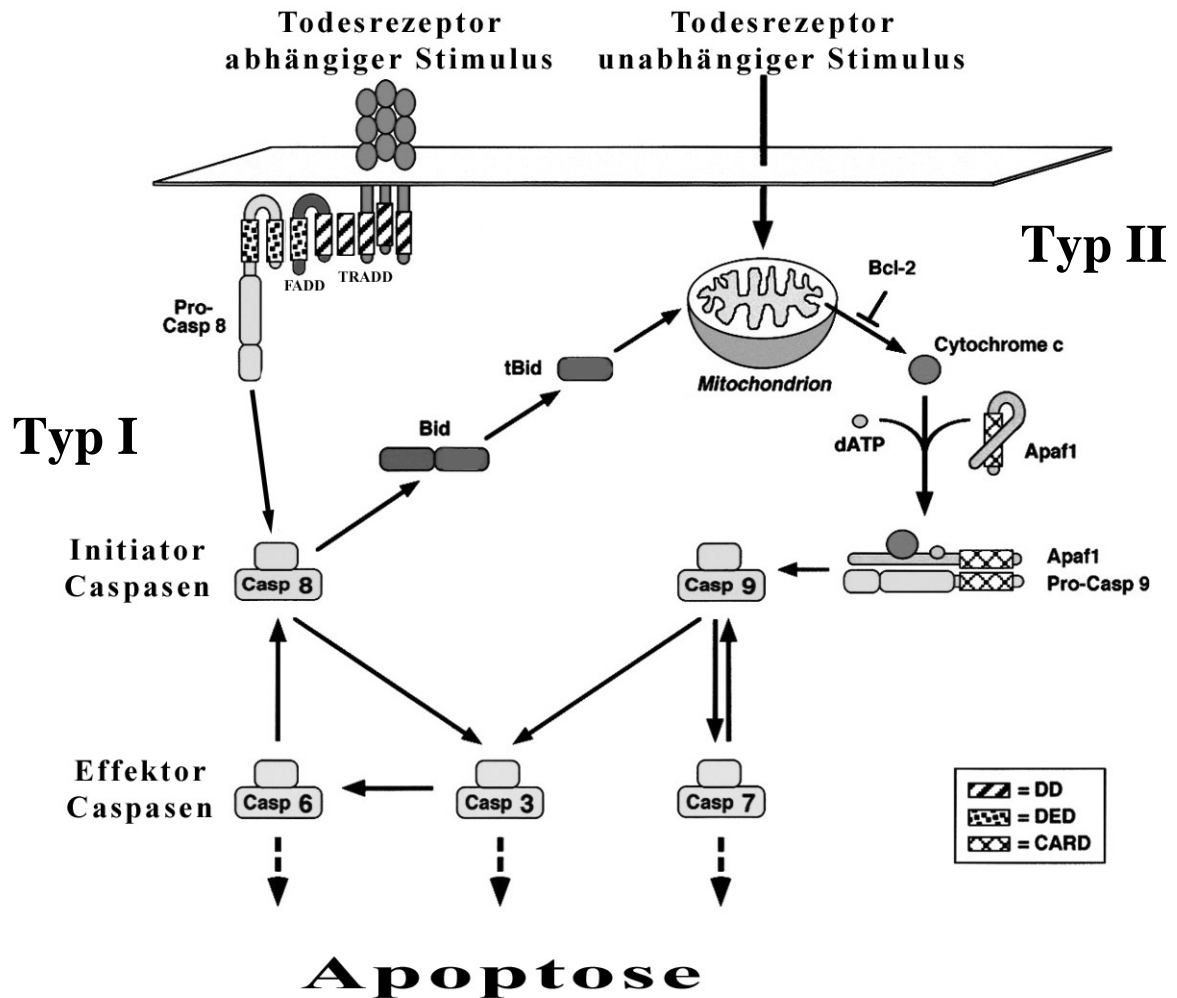 Todesrezeptor
abhängiger Stimulus
Todesrezeptor
unabhängiger Stimulus
Typ II
Bcl-2
FADD
TRADD
Pro-
Casp 8
Cytochrome c
tBid
Mitochondrion
Typ I
Bid
dATP
Apaf1
Initiator
Caspasen
Casp 8
Casp 9
Apaf1
Pro-Casp 9
Effektor
Caspasen
Casp 6
Casp 3
Casp 7
= DD
= DED
= CARD
Apoptose